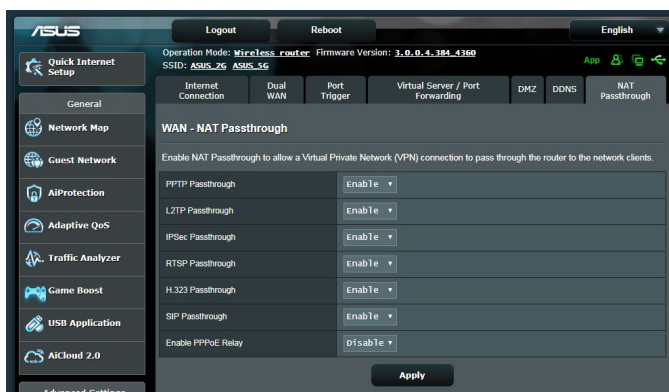 ASUS
Logout
Reboot
English
Operation Mode: Wireless router Firmware Version: 3.0.0.4.384_4360
SSID: ASUS_2G ASUS_5G
App
Quick Internet
Setup
General
Network Map
Guest Network
AiProtection
Adaptive QoS
Traffic Analyzer
Game Boost
USB Application
AiCloud 2.0
Advanced Settings
Internet
Connection
Dual
WAN
Port
Trigger
Virtual Server / Port
Forwarding
DMZ
DDNS
NAT
Passthrough
WAN - NAT Passthrough
Enable NAT Passthrough to allow a Virtual Private Network (VPN) connection to pass through the router to the network clients.
PPTP Passthrough Enable
L2TP Passthrough Enable
IPSec Passthrough Enable
RTSP Passthrough Enable
H.323 Passthrough Enable
SIP Passthrough Enable
Enable PPPoE Relay Disable
Apply